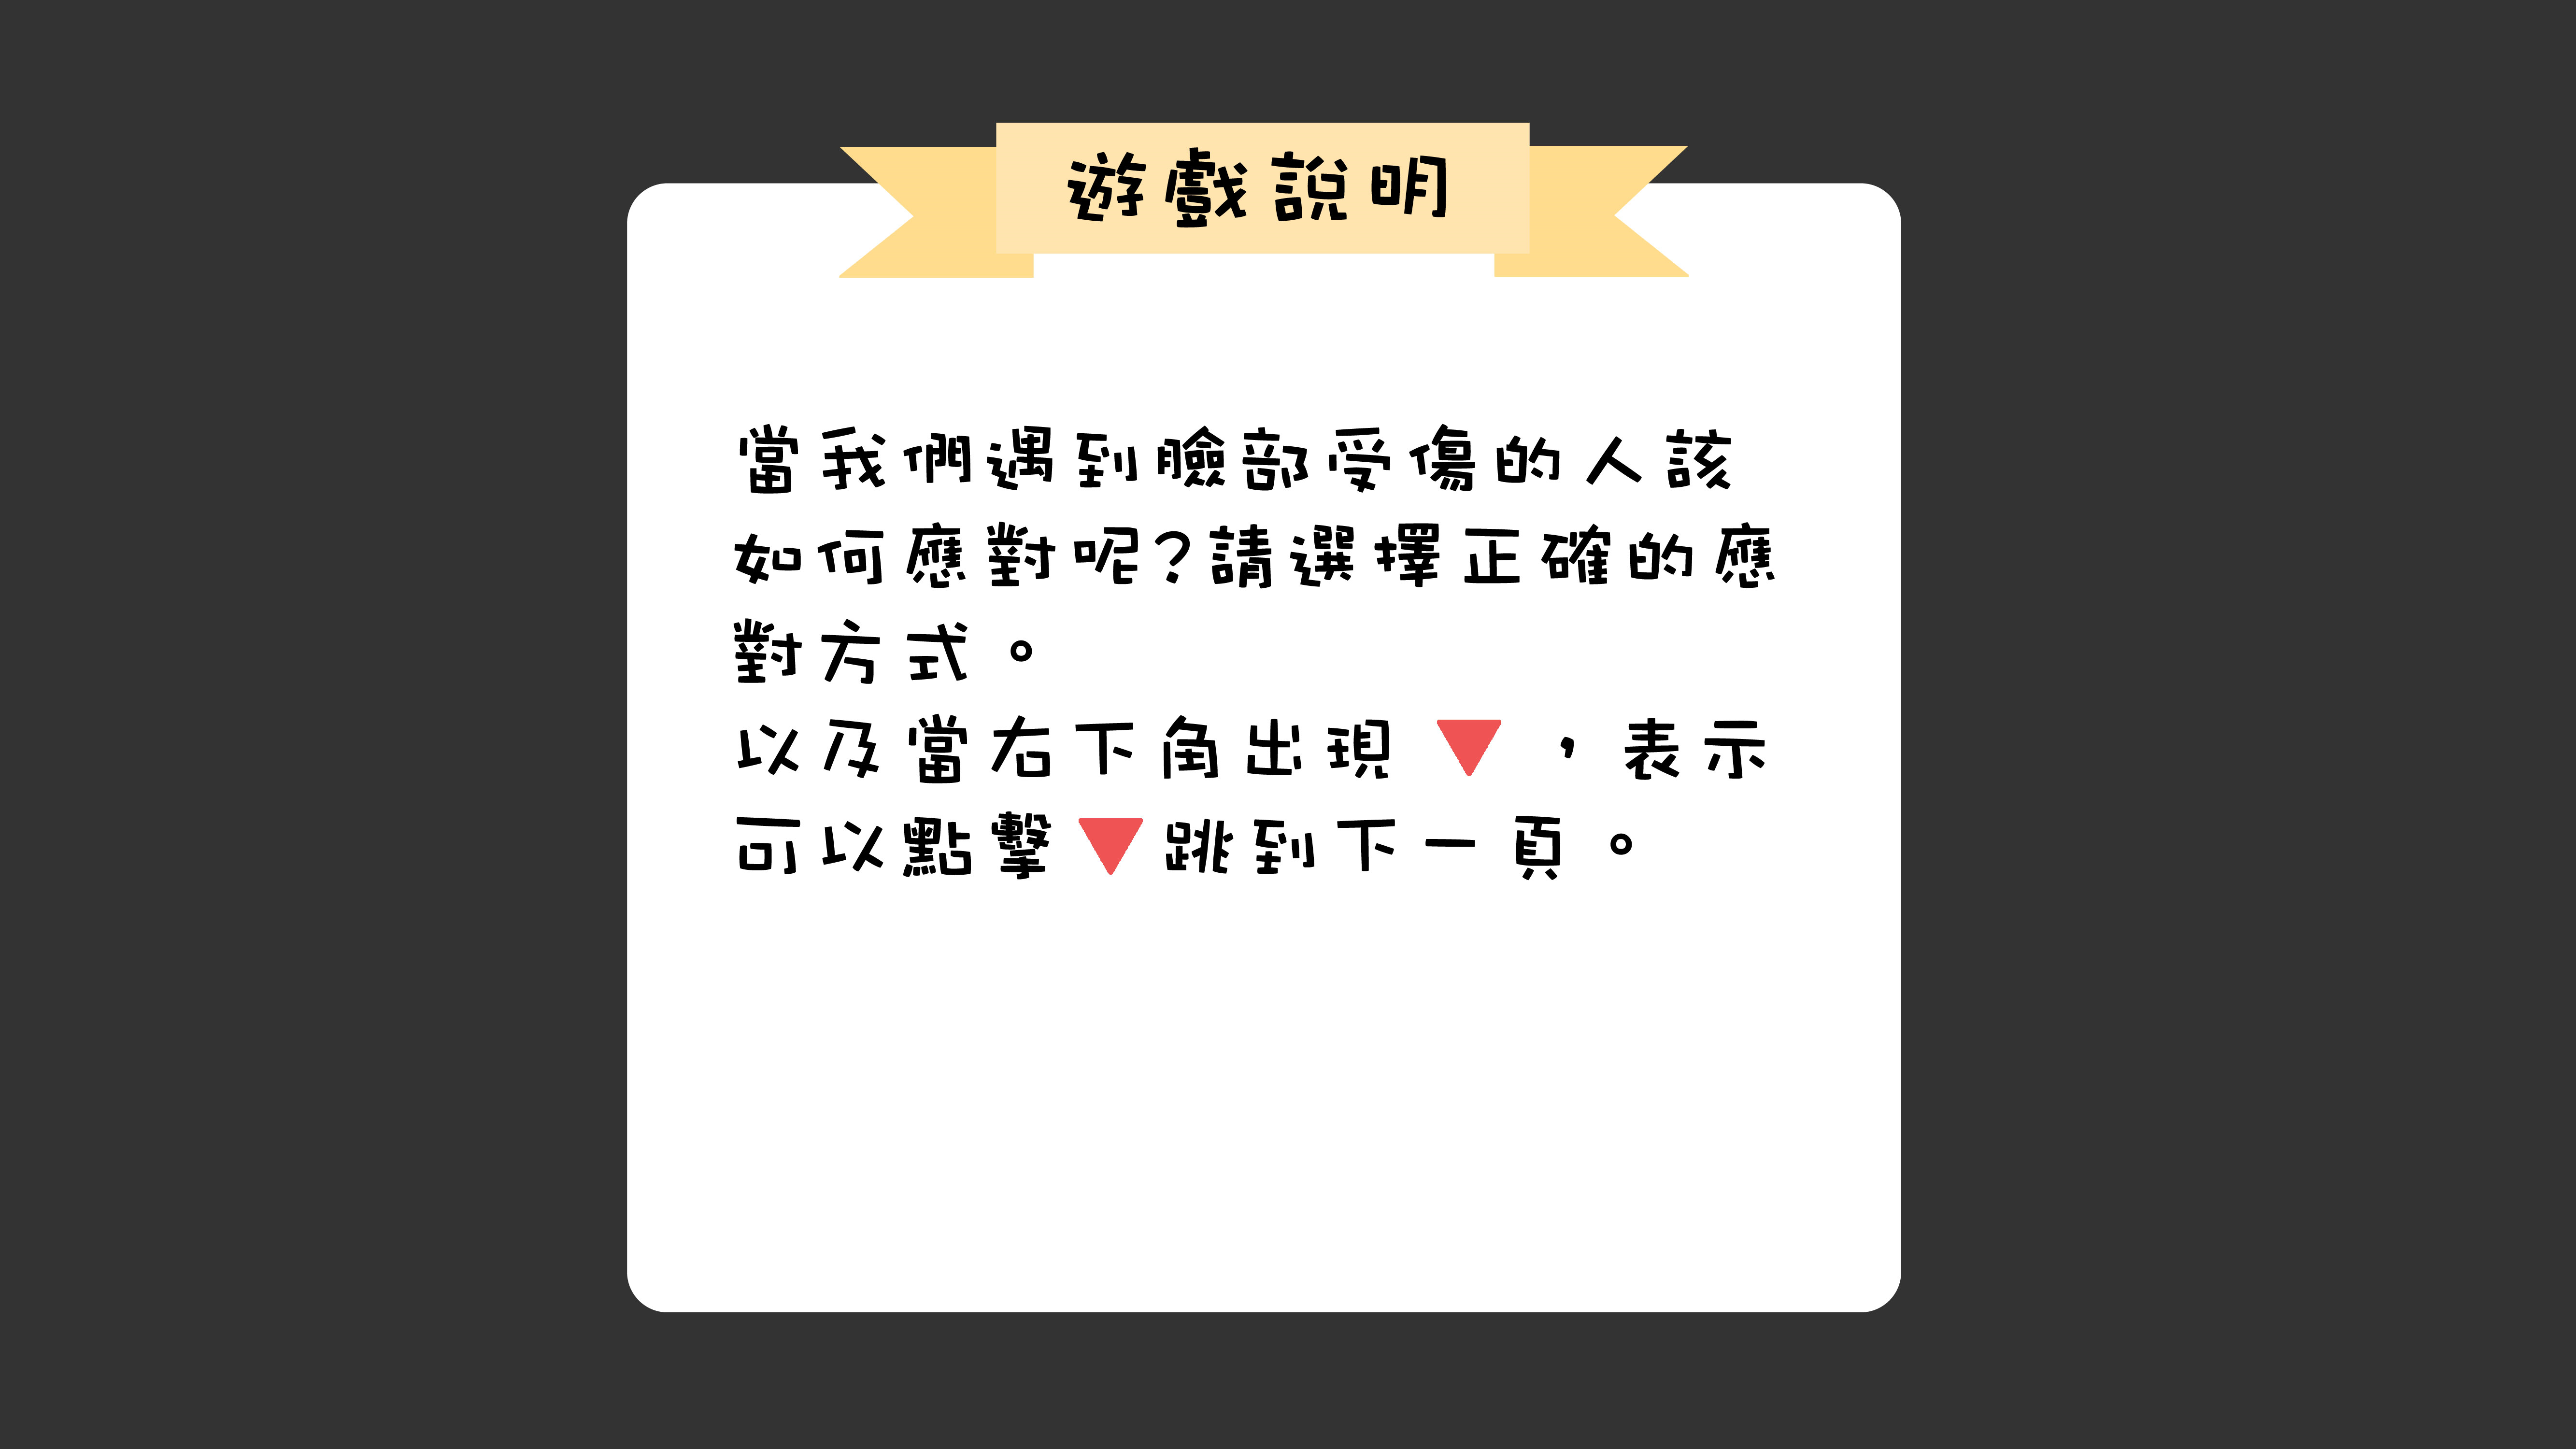 遊戲說明
當我們遇到臉部受傷的人該
如何應對呢?請選擇正確的應
對方式。
以及當右下角出現▼,表示
可以點擊▼跳到下一頁。